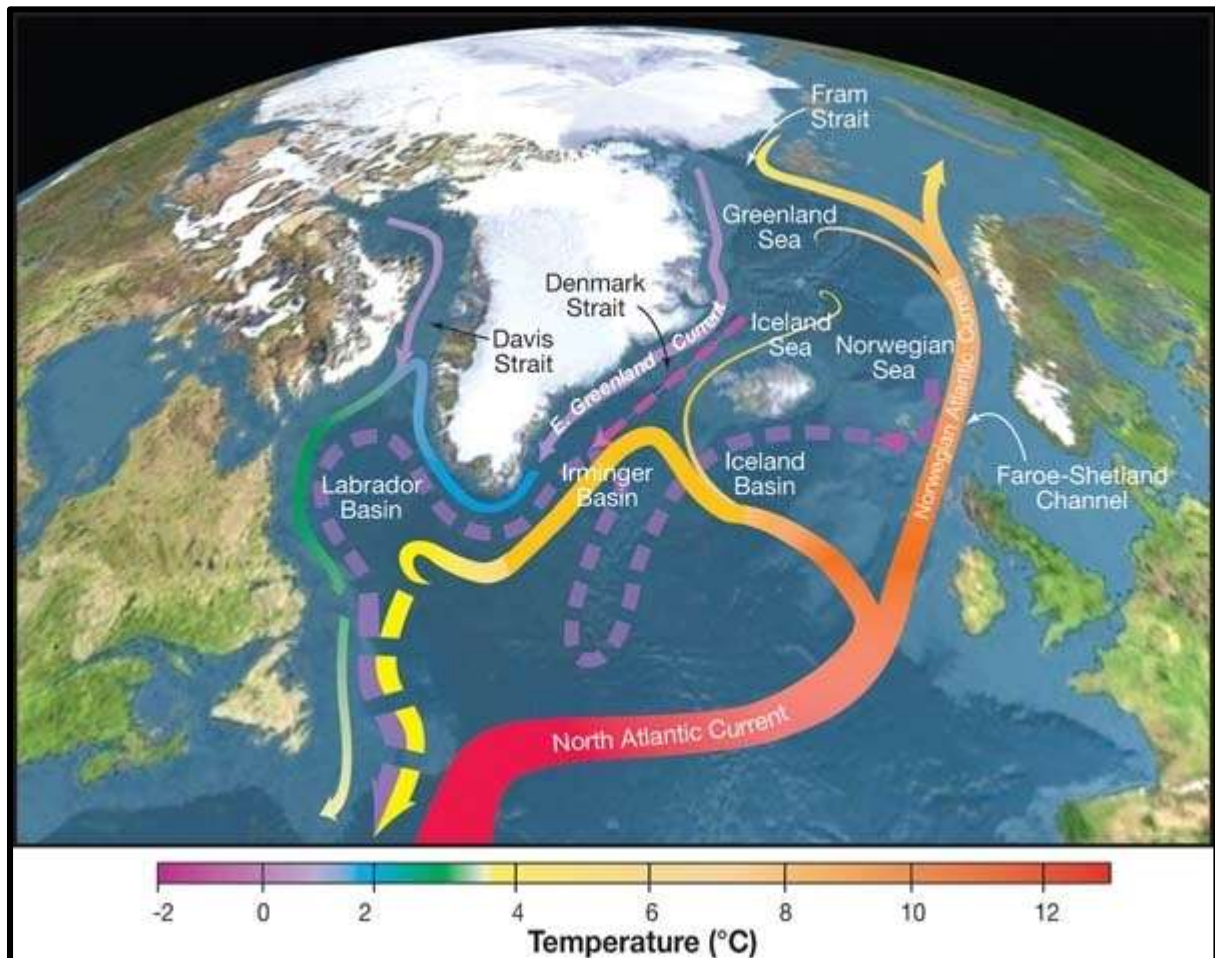 Fram
Strait
Greenland
Sea
Denmark
Strait
Iceland
Sea
Davis
Strait
Norwegian
Sea
E. Greenland Current
Norwegian Atlantic Current
Labrador
Basin
Irminger
Basin
Iceland
Basin
Faroe-Shetland
Channel
North Atlantic Current
-2 0 2 4 6 8 10 12
Temperature (°C)